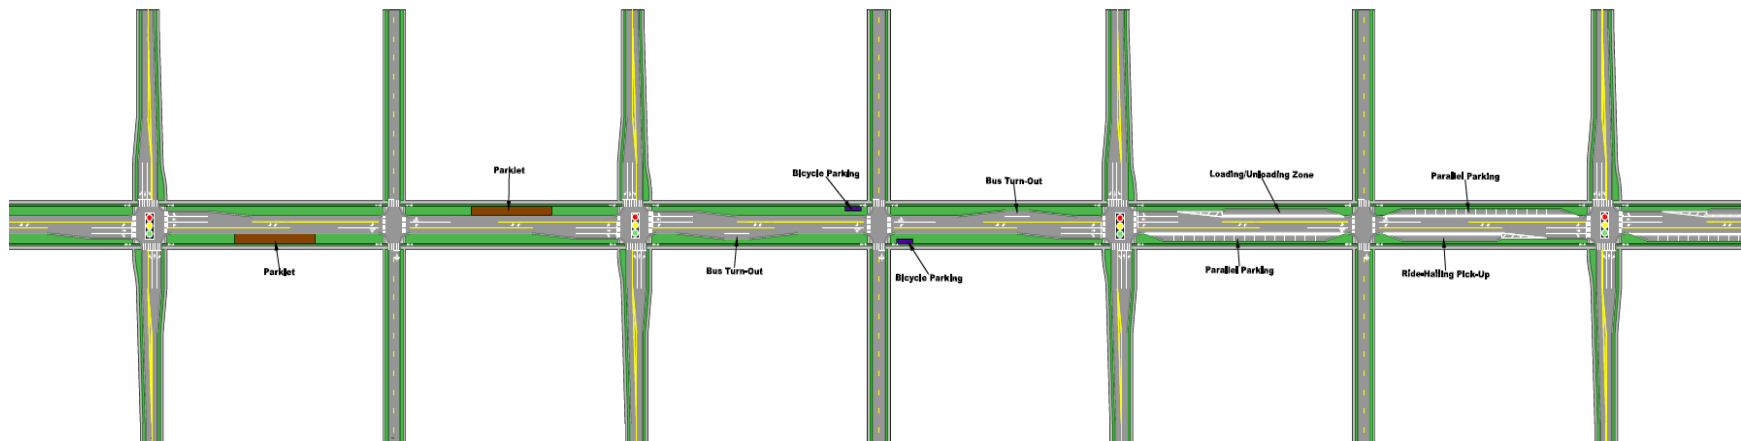 Parklet
Bicycle Parking
Bus Turn-Out
Loading/Unloading Zone
Parallel Parking
Parklet
Bus Turn-Out
Bicycle Parking
Parallel Parking
Ride-Hailing Pick-Up